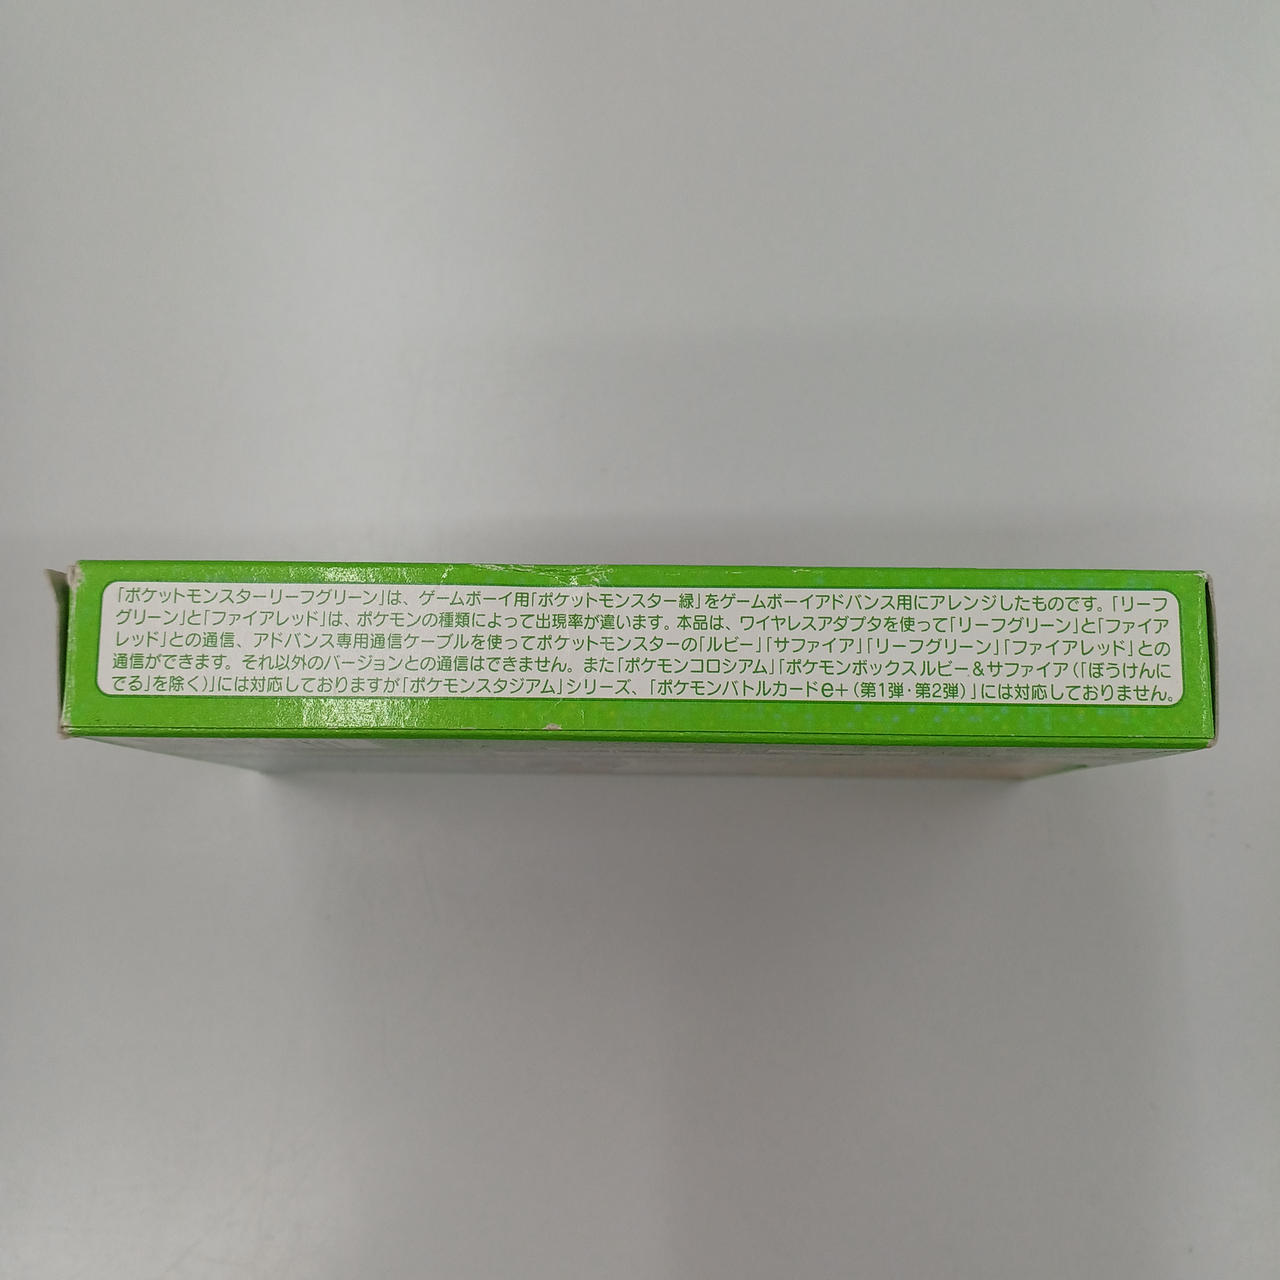 「ポケットモンスターリーフグリーン」は、ゲームボーイ用「ポケットモンスター緑」をゲームボーイアドバンス用にアレンジしたものです。「リーフ
グリーン」と「ファイアレッド」は、ポケモンの種類によって出現率が違います。本品は、ワイヤレスアダプタを使って「リーフグリーン」と「ファイア
レッド」との通信、アドバンス専用通信ケーブルを使ってポケットモンスターの「ルビー」「サファイア」「リーフグリーン」「ファイアレッド」との
通信ができます。それ以外のバージョンとの通信はできません。また「ポケモンコロシアム」「ポケモンボックスルビー＆サファイア（「ぼうけんに
でる」を除く）」には対応しておりますが「ポケモンスタジアム」シリーズ、「ポケモンバトルカードe+（第1弾・第2弾）」には対応しておりません。